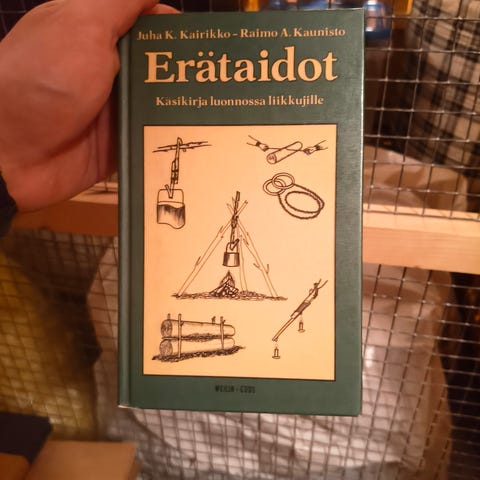 Juha K. Kairikko - Raimo A. Kaunisto
Erätaidot
Käsikirja luonnossa liikkujille
WEILIN+GÖÖS